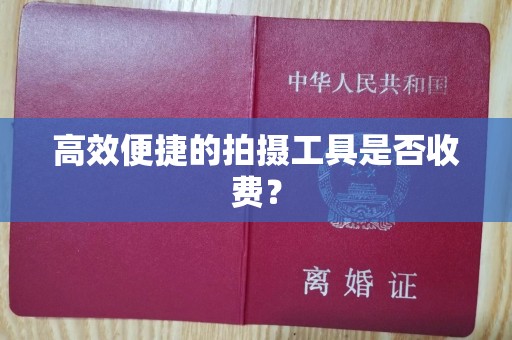 中华人民共和国
高效便捷的拍摄工具是否收
费？
离婚证